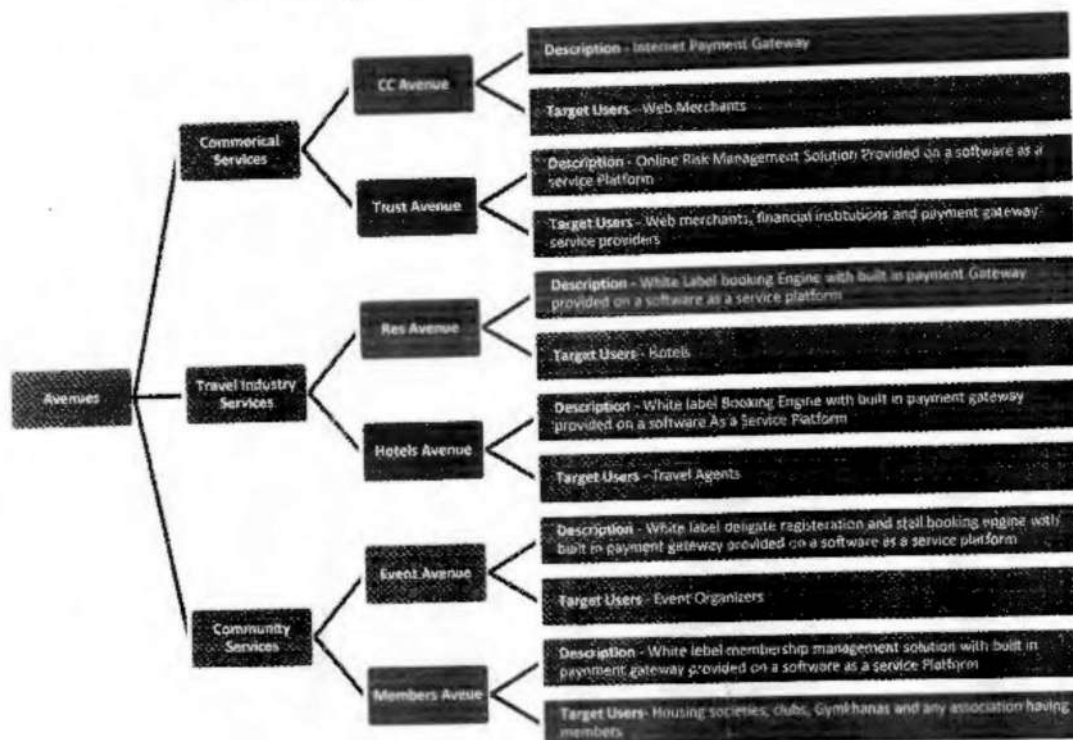 Avenues
Commorical
Services
CC Avenue
Description - Internet Payment Gateway
Target Users - Web Merchants
Trust Avenue
Description - Online Risk Management Solution Provided on a software as a
service Platform
Target Users - Web merchants, financial institutions and payment gateway
service providers
Travel Industry
Services
Res Avenue
Description - White Label booking Engine with built in payment Gateway
provided on a software as a service platform
Target Users - Hotels
Hotels Avenue
Description - White label Booking Engine with built in payment gateway
provided on a software As a Service Platform
Target Users - Travel Agents
Community
Services
Event Avenue
Description - White label deligate registeration and stall booking engine with
built in payment gateway provided on a software as a service platform
Target Users - Event Organizers
Members Aveue
Description - White lebel membership management solution with built in
paynment gateway provided on a software as a service Platform
Target Users- Housing societies, clubs, Gymkhanas and any association having
members